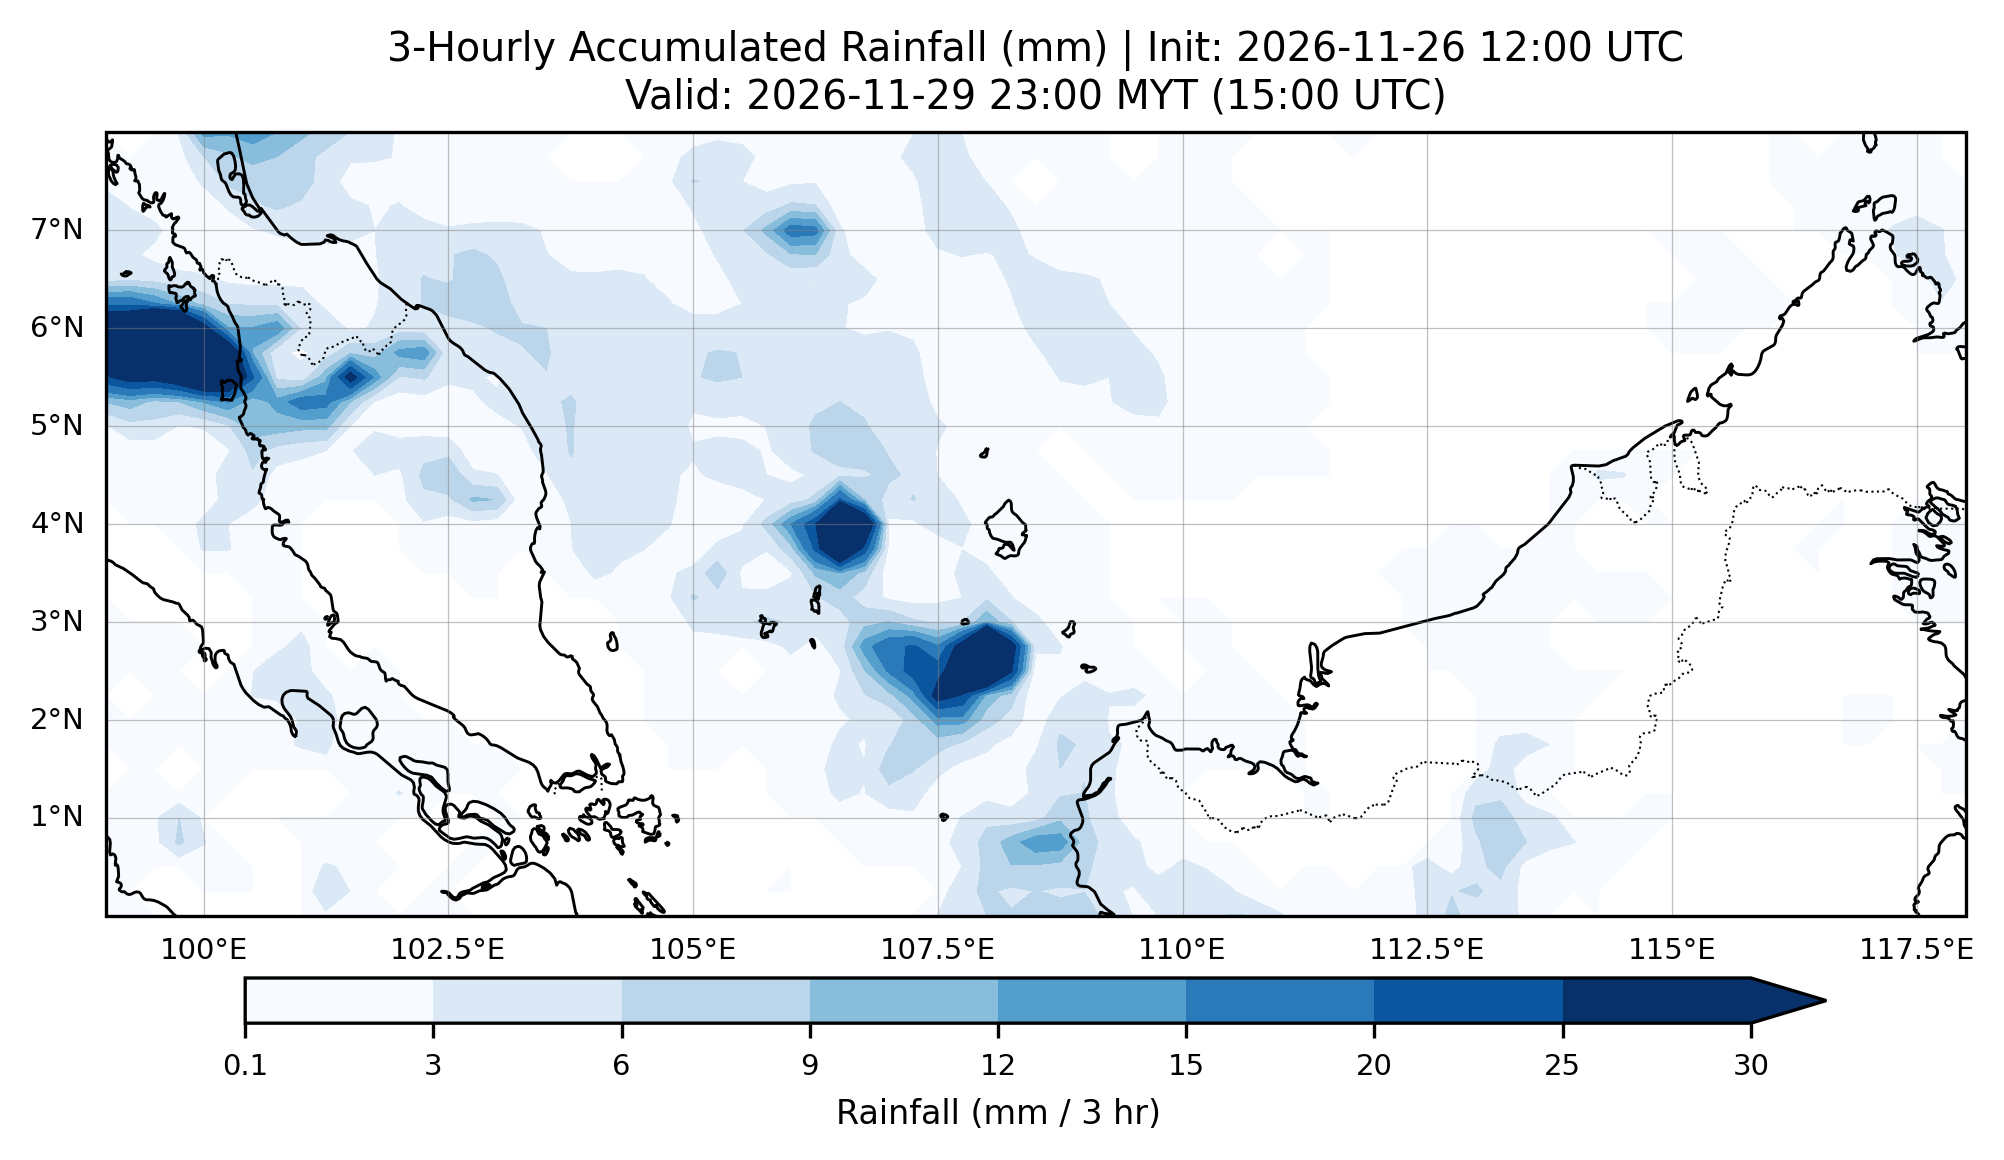 3-Hourly Accumulated Rainfall (mm) | Init: 2026-11-26 12:00 UTC
Valid: 2026-11-29 23:00 MYT (15:00 UTC)
7°N
6°N
5°N
4°N
3°N
2°N
1°N
100°E 102.5°E 105°E 107.5°E 110°E 112.5°E 115°E 117.5°E
0.1 3 6 9 12 15 20 25 30
Rainfall (mm / 3 hr)